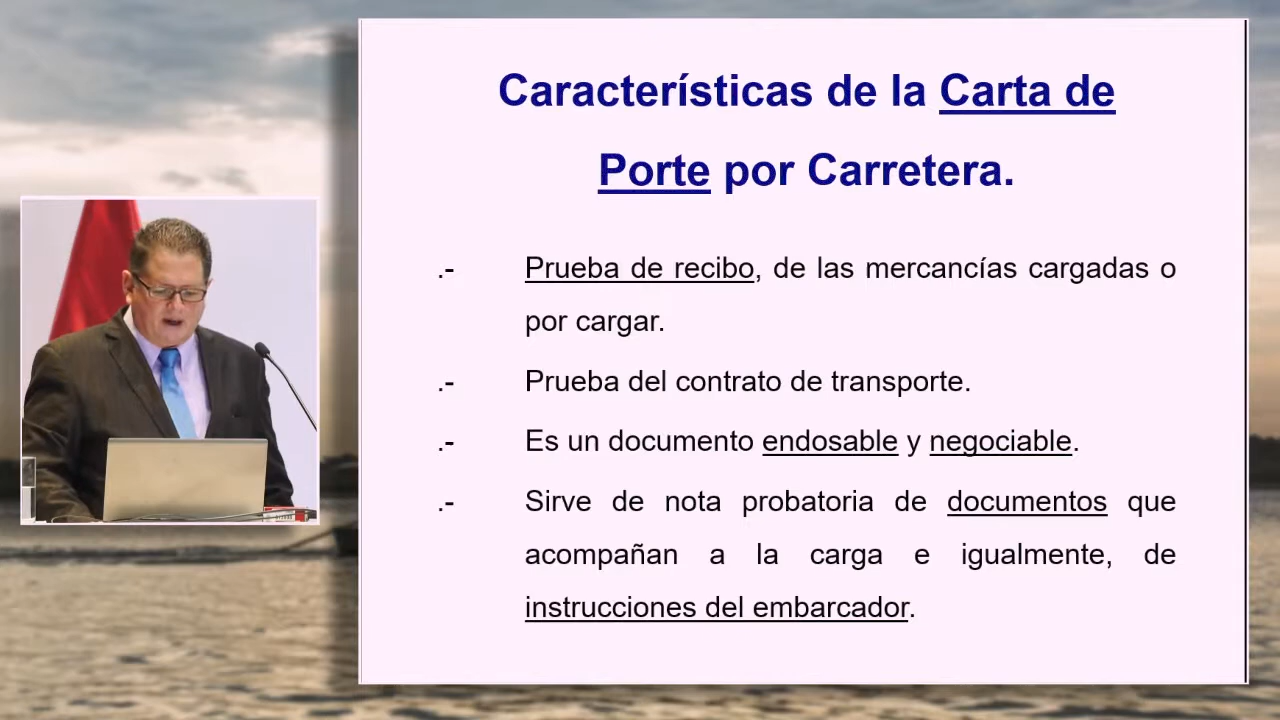 Características de la Carta de
Porte por Carretera.
.- Prueba de recibo, de las mercancías cargadas o
por cargar.
.- Prueba del contrato de transporte.
.- Es un documento endosable y negociable.
.- Sirve de nota probatoria de documentos que
acompañan a la carga e igualmente, de
instrucciones del embarcador.